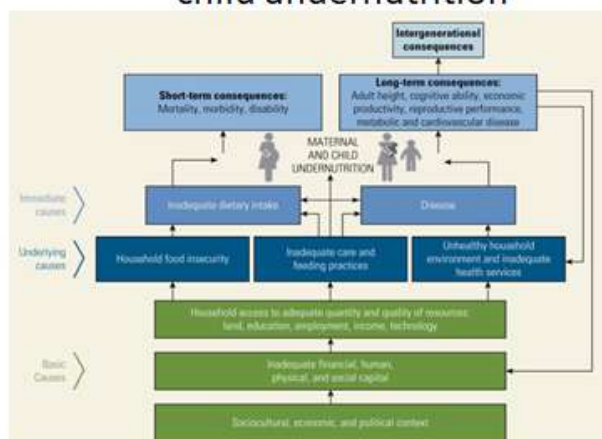 child undernutrition
Intergenerational
consequences
Short-term consequences:
Mortality, morbidity, disability
Long-term consequences:
Adult height, cognitive ability, economic
productivity, reproductive performance,
metabolic and cardiovascular disease
MATERNAL
AND CHILD
UNDERNUTRITION
Immediate
causes
Inadequate dietary intake
Disease
Underlying
causes
Household food insecurity
Inadequate care and
feeding practices
Unhealthy household
environment and inadequate
health services
Household access to adequate quantity and quality of resources:
land, education, employment, income, technology
Basic
Causes
Inadequate financial, human,
physical, and social capital
Sociocultural, economic, and political context